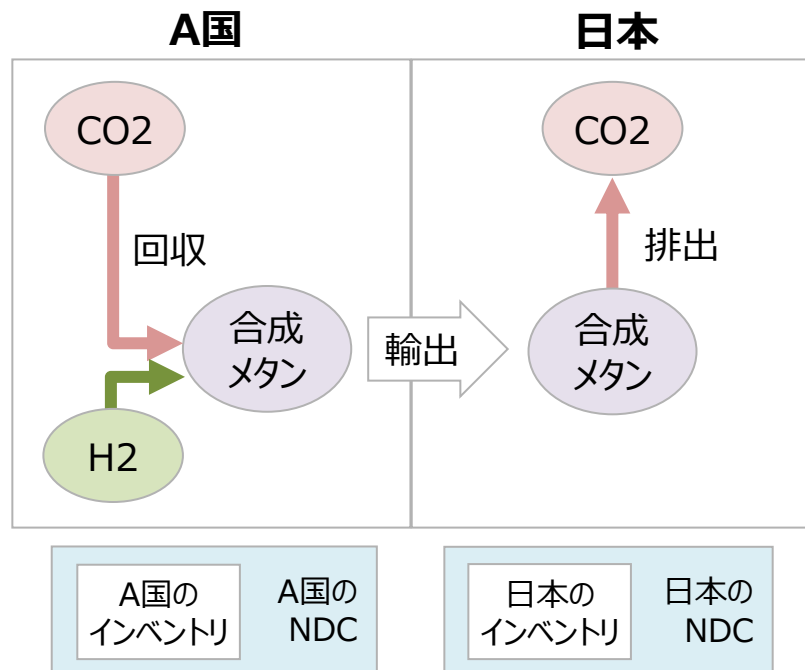 A国
日本
CO2
CO2
回収
排出
合成
メタン
輸出
合成
メタン
H2
A国の
インベントリ
A国の
NDC
日本の
インベントリ
日本の
NDC